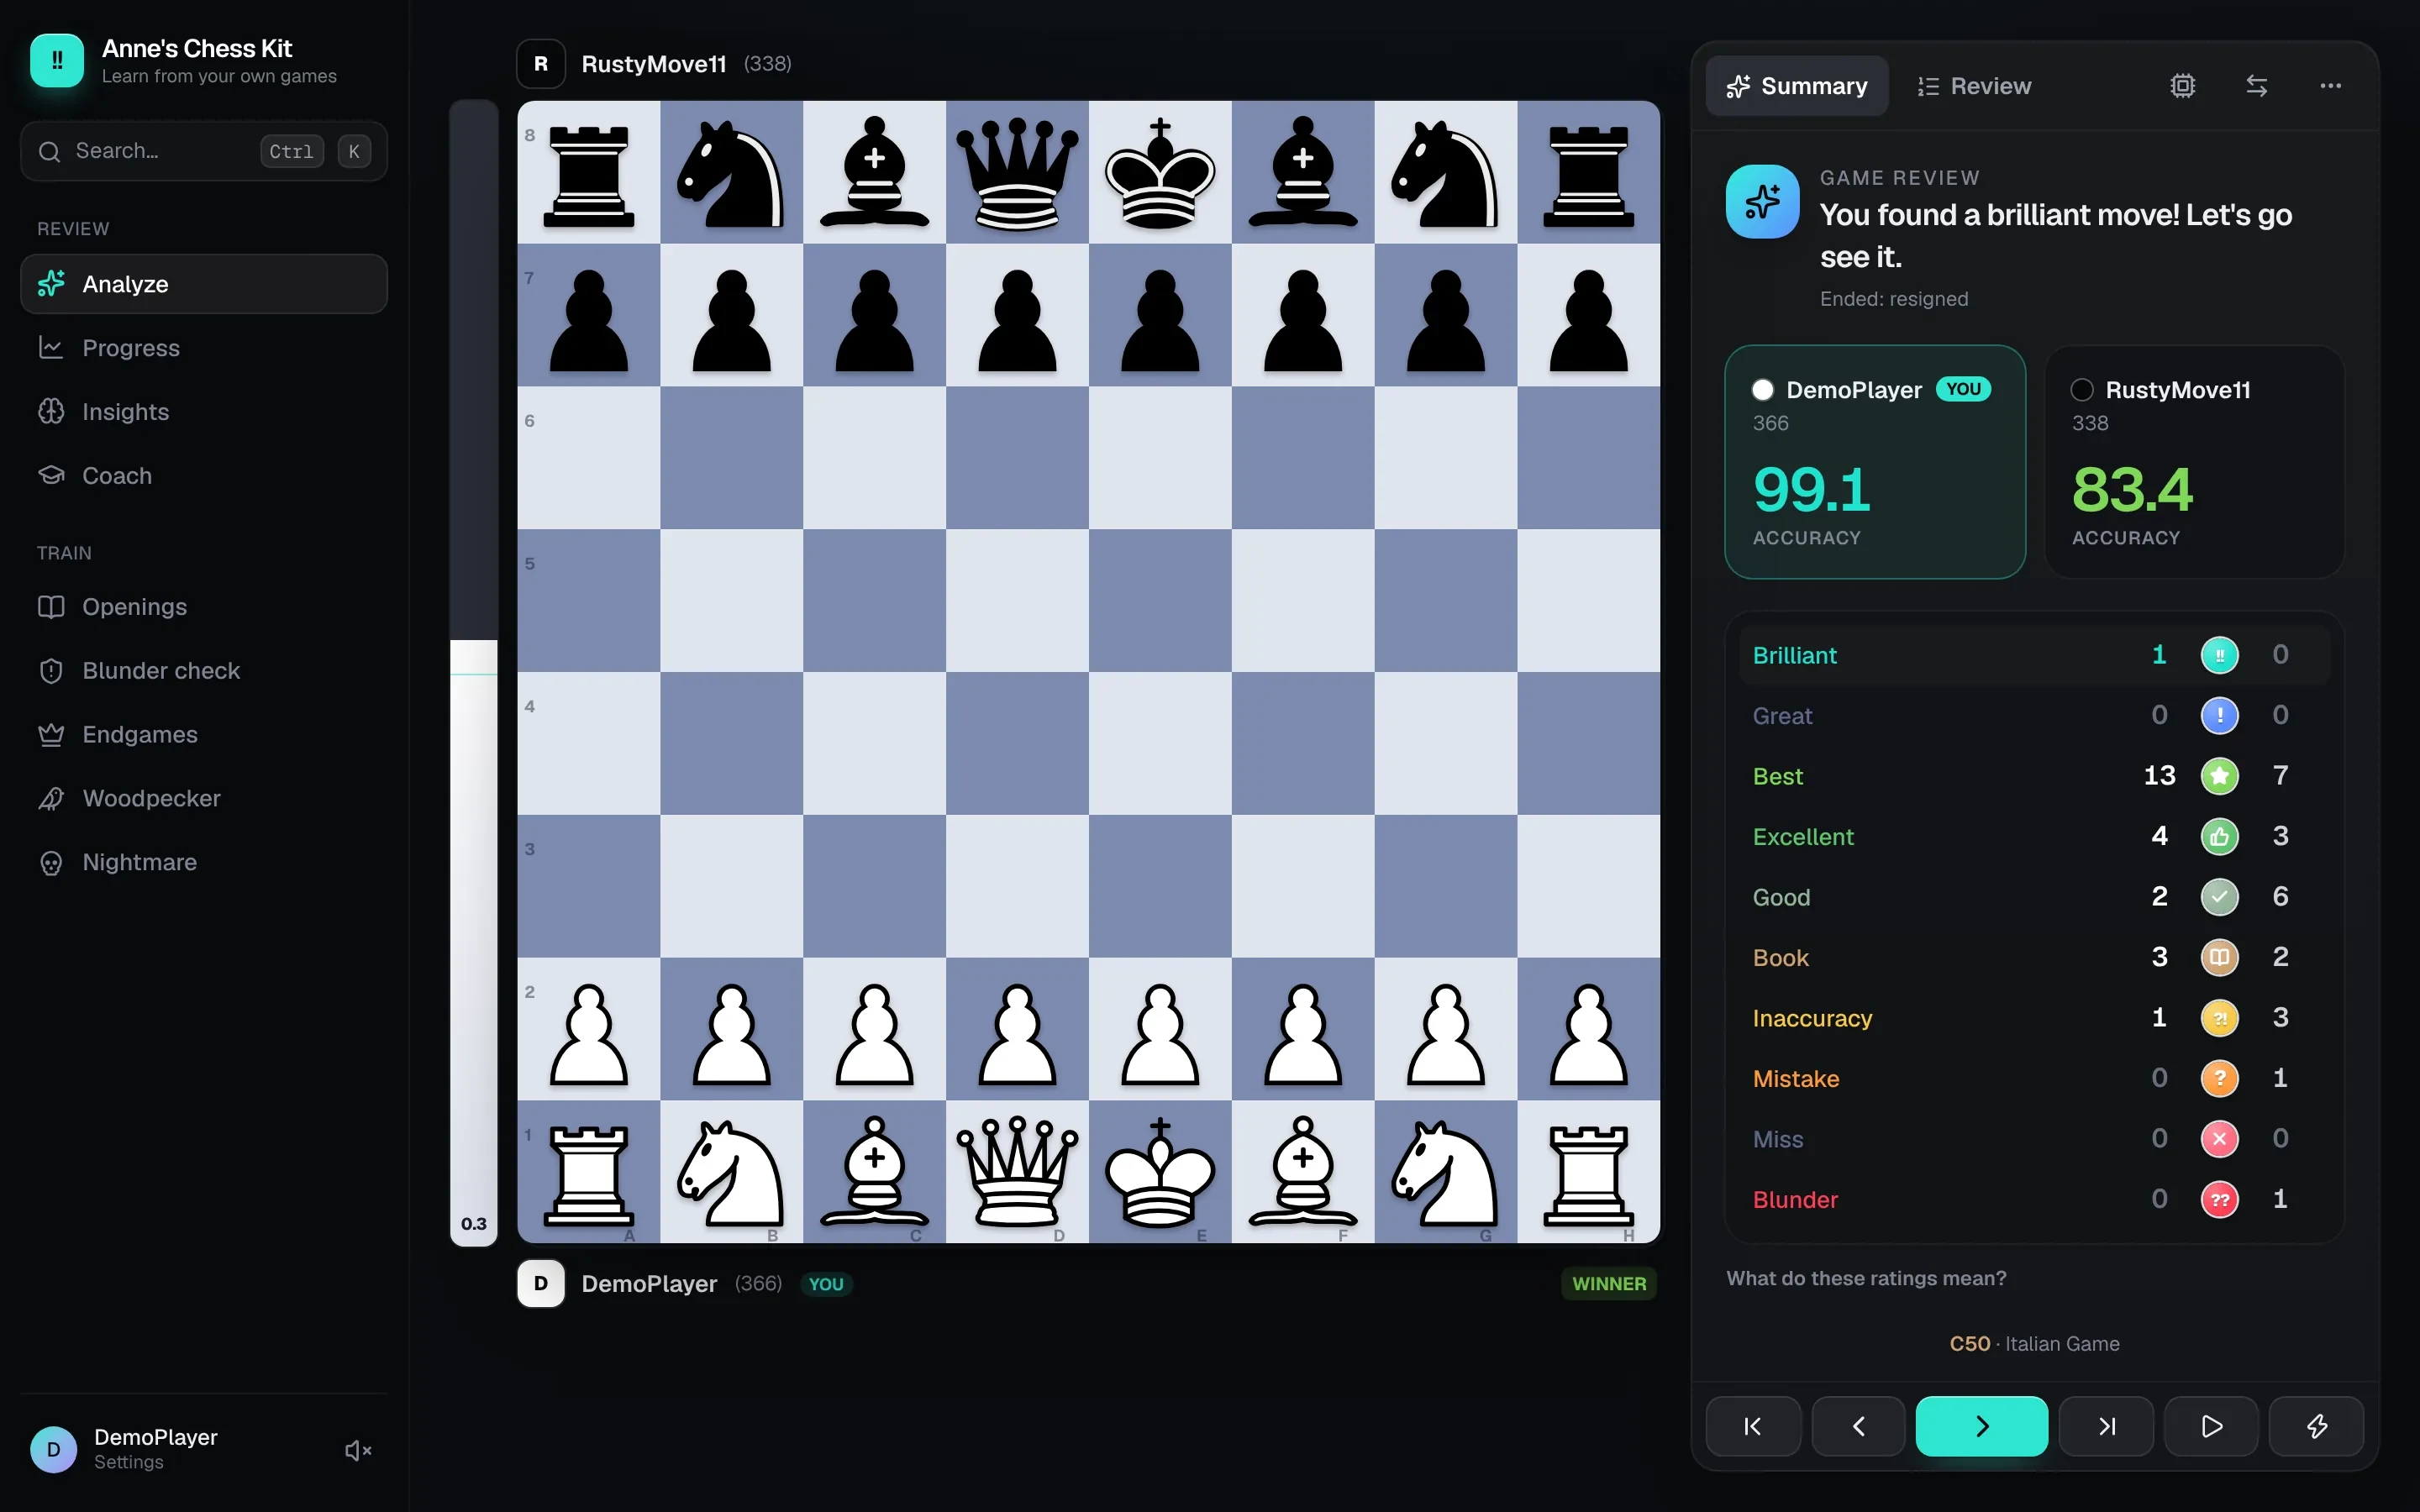 !!
Anne's Chess Kit
Learn from your own games
Search...
Ctrl K
REVIEW
Analyze
Progress
Insights
Coach
TRAIN
Openings
Blunder check
Endgames
Woodpecker
Nightmare
D
DemoPlayer
Settings
R
RustyMove11 (338)
0.3
8
7
6
5
4
3
2
1
A B C D E F G H
D
DemoPlayer (366) YOU
WINNER
Summary
Review
GAME REVIEW
You found a brilliant move! Let's go
see it.
Ended: resigned
DemoPlayer YOU
366
99.1
ACCURACY
RustyMove11
338
83.4
ACCURACY
Brilliant 1 !! 0
Great 0 ! 0
Best 13 7
Excellent 4 3
Good 2 6
Book 3 2
Inaccuracy 1 ?! 3
Mistake 0 ? 1
Miss 0 0
Blunder 0 ?? 1
What do these ratings mean?
C50 · Italian Game